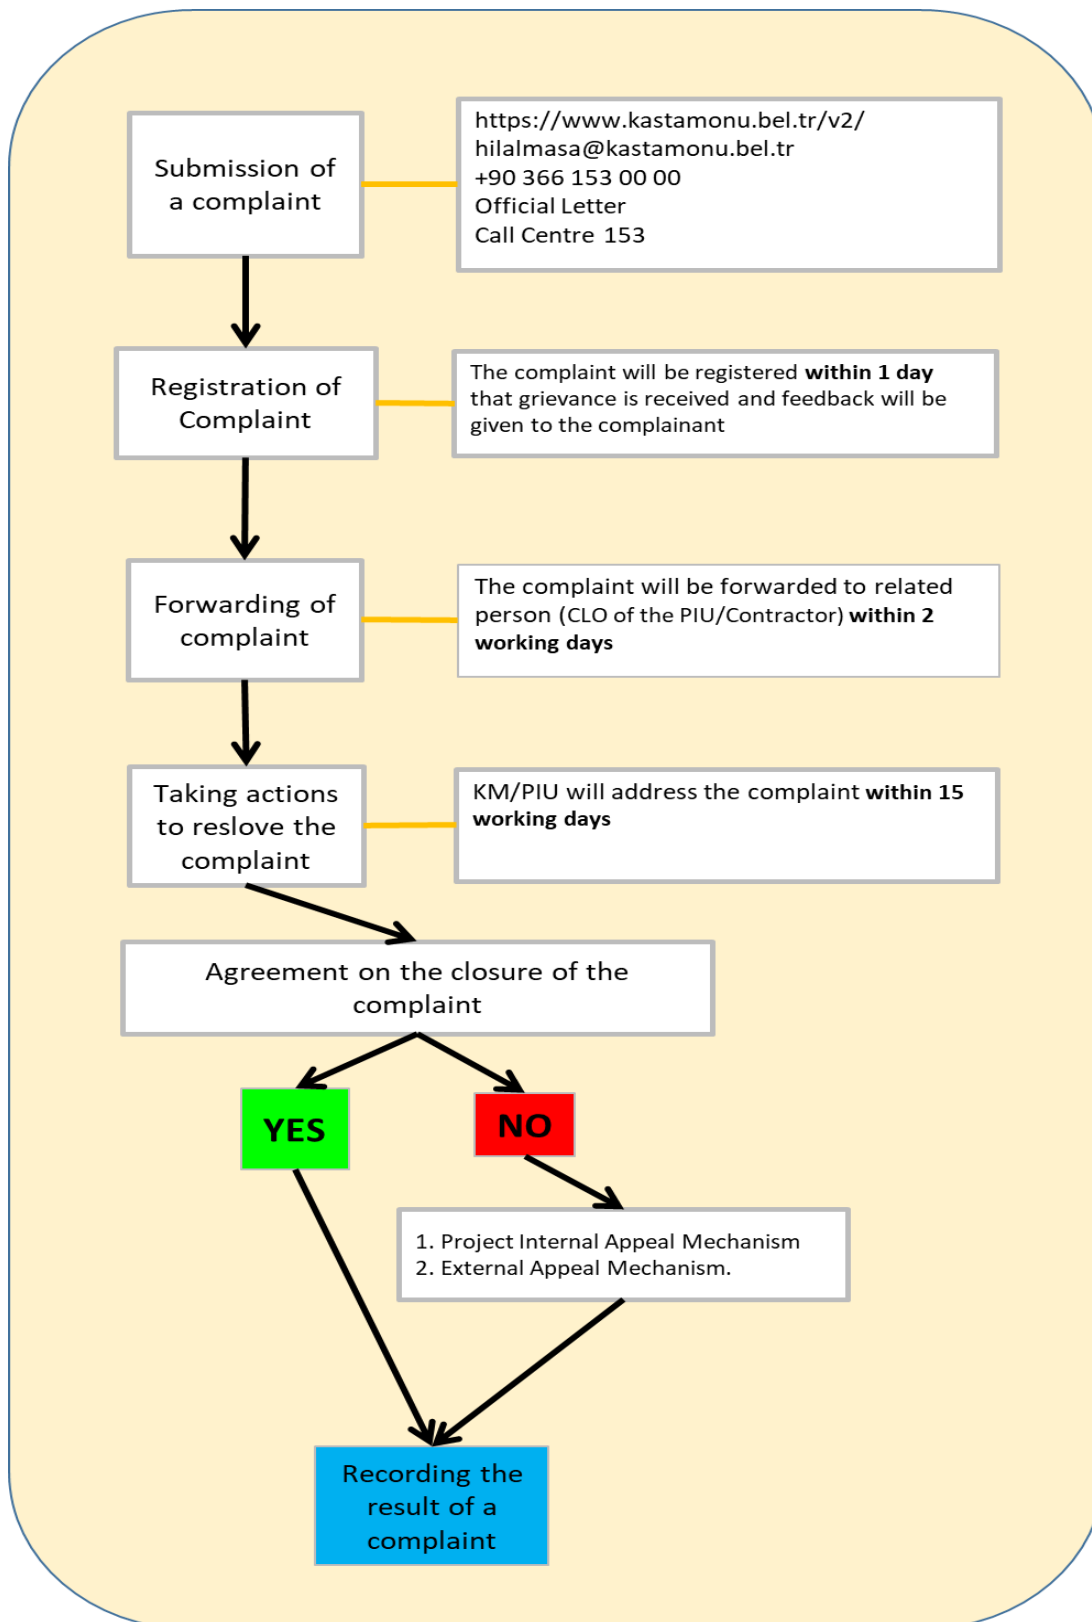 Submission of
a complaint
https://www.kastamonu.bel.tr/v2/
hilalmasa@kastamonu.bel.tr
+90 366 153 00 00
Official Letter
Call Centre 153
Registration of
Complaint
The complaint will be registered within 1 day
that grievance is received and feedback will be
given to the complainant
Forwarding of
complaint
The complaint will be forwarded to related
person (CLO of the PIU/Contractor) within 2
working days
Taking actions
to reslove the
complaint
KM/PIU will address the complaint within 15
working days
Agreement on the closure of the
complaint
YES
NO
1. Project Internal Appeal Mechanism
2. External Appeal Mechanism.
Recording the
result of a
complaint